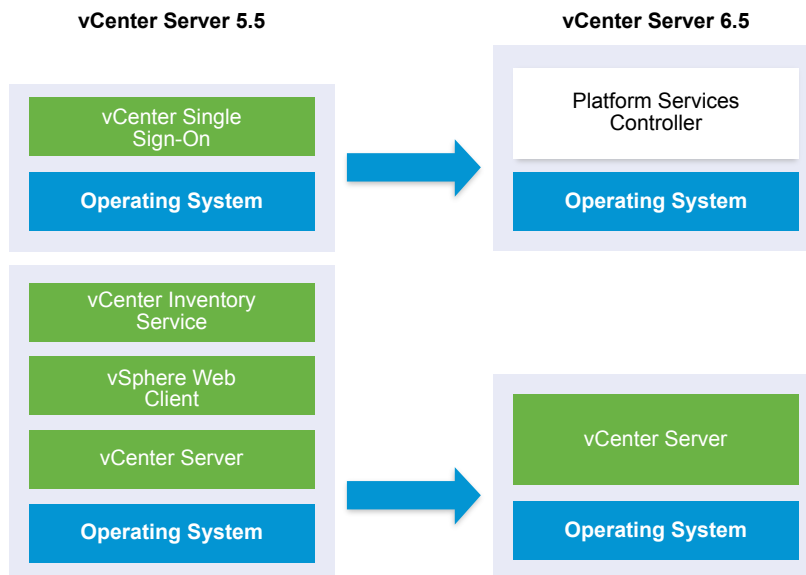 vCenter Server 5.5
vCenter Single
Sign-On
Operating System
vCenter Inventory
Service
vSphere Web
Client
vCenter Server
Operating System
vCenter Server 6.5
Platform Services
Controller
Operating System
vCenter Server
Operating System